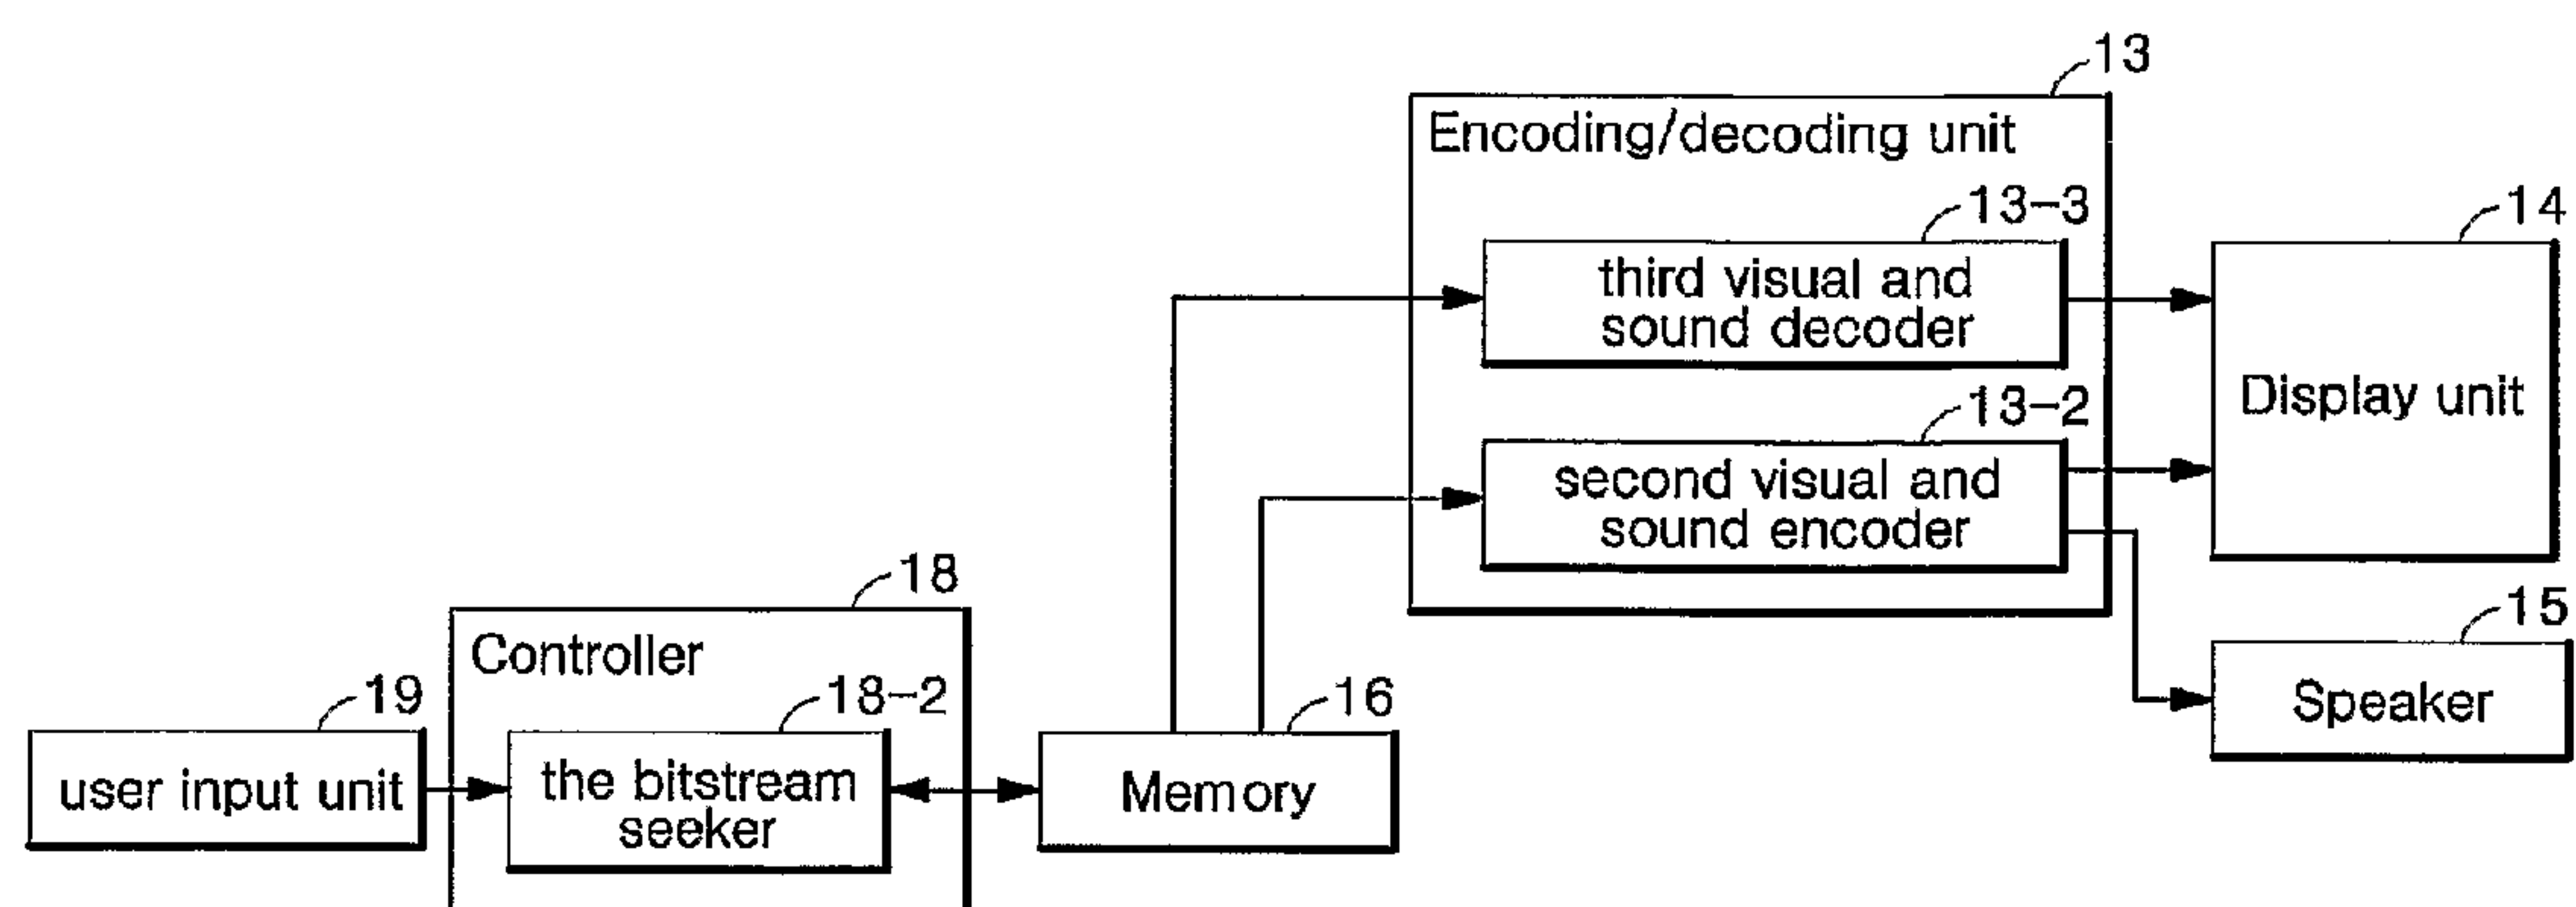 13
Encoding/decoding unit
13-3
third visual and
sound decoder
14
Display unit
13-2
second visual and
sound encoder
15
Speaker
18
Controller
18-2
the bitstream
seeker
19
user input unit
16
Memory